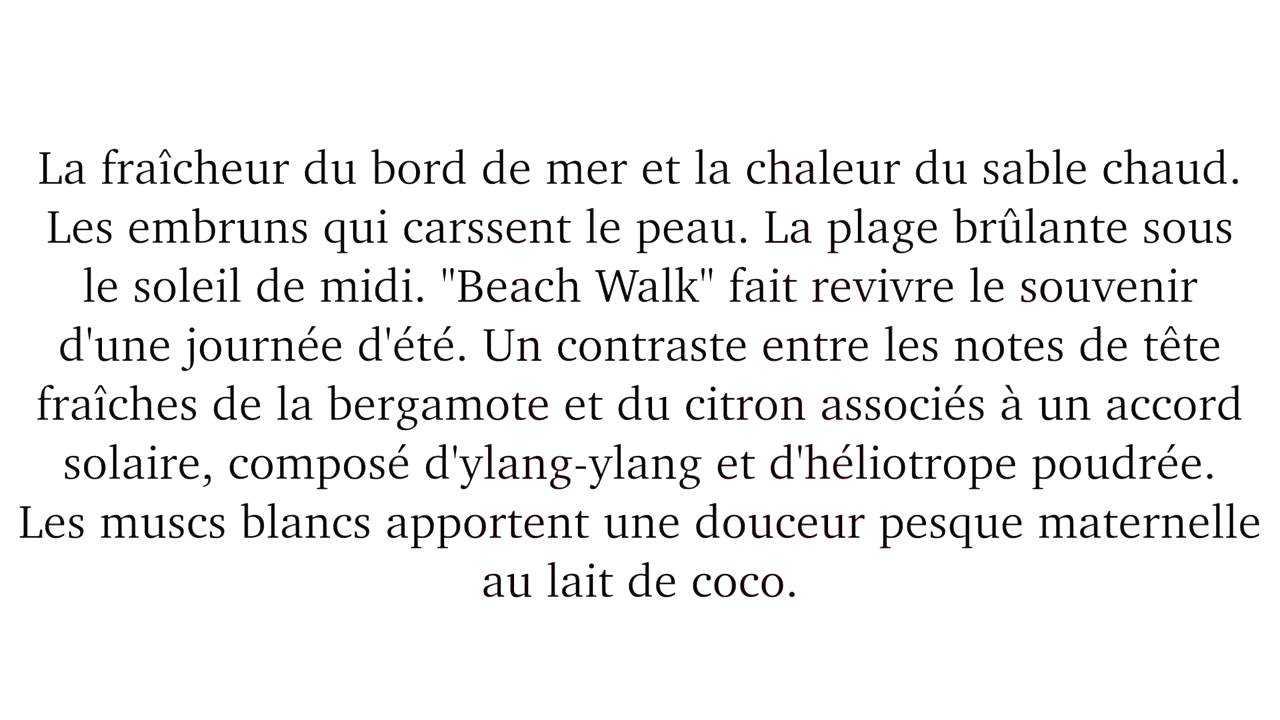 La fraîcheur du bord de mer et la chaleur du sable chaud.
Les embruns qui carssent le peau. La plage brûlante sous
le soleil de midi. "Beach Walk" fait revivre le souvenir
d'une journée d'été. Un contraste entre les notes de tête
fraîches de la bergamote et du citron associés à un accord
solaire, composé d'ylang-ylang et d'héliotrope poudrée.
Les muscs blancs apportent une douceur pesque maternelle
au lait de coco.